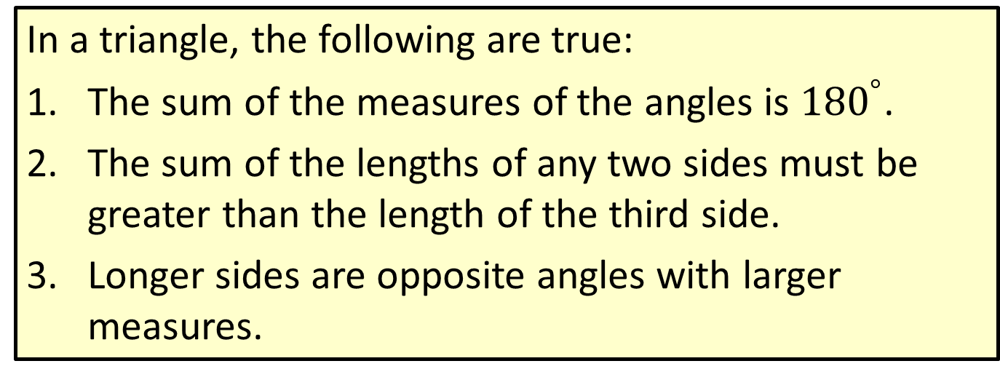 In a triangle, the following are true:
1. The sum of the measures of the angles is 180°.
2. The sum of the lengths of any two sides must be
greater than the length of the third side.
3. Longer sides are opposite angles with larger
measures.